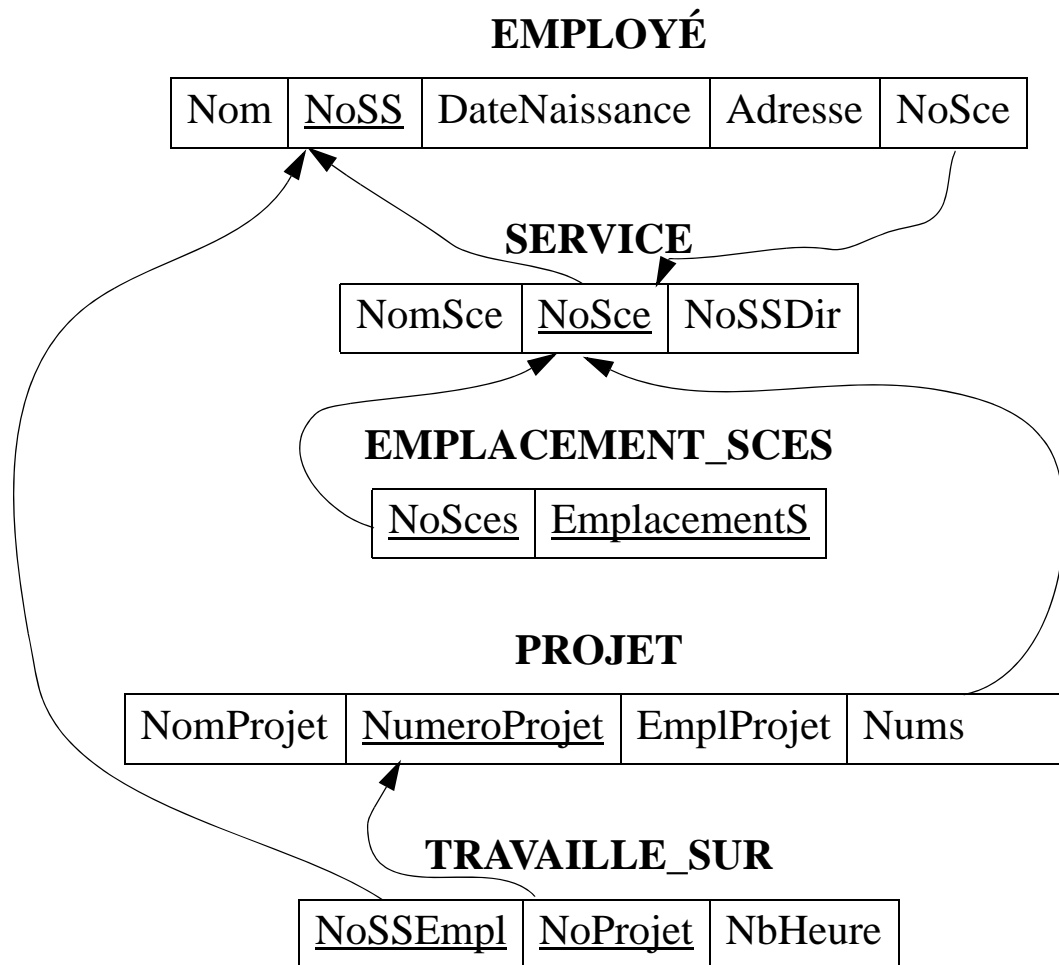 EMPLOYÉ
Nom NoSS DateNaissance Adresse NoSce
SERVICE
NomSce NoSce NoSSDir
EMPLACEMENT_SCES
NoSces EmplacementS
PROJET
NomProjet NumeroProjet EmplProjet Nums
TRAVAILLE_SUR
NoSSEmpl NoProjet NbHeure